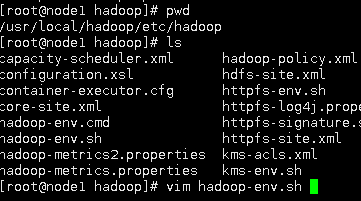 [root@node1 hadoop]# pwd
/usr/local/hadoop/etc/hadoop
[root@node1 hadoop]# ls
capacity-scheduler.xml hadoop-policy.xml
configuration.xsl hdfs-site.xml
container-executor.cfg httpfs-env.sh
core-site.xml httpfs-log4j.prope
hadoop-env.cmd httpfs-signature.s
hadoop-env.sh httpfs-site.xml
hadoop-metrics2.properties kms-acls.xml
hadoop-metrics.properties kms-env.sh
[root@node1 hadoop]# vim hadoop-env.sh